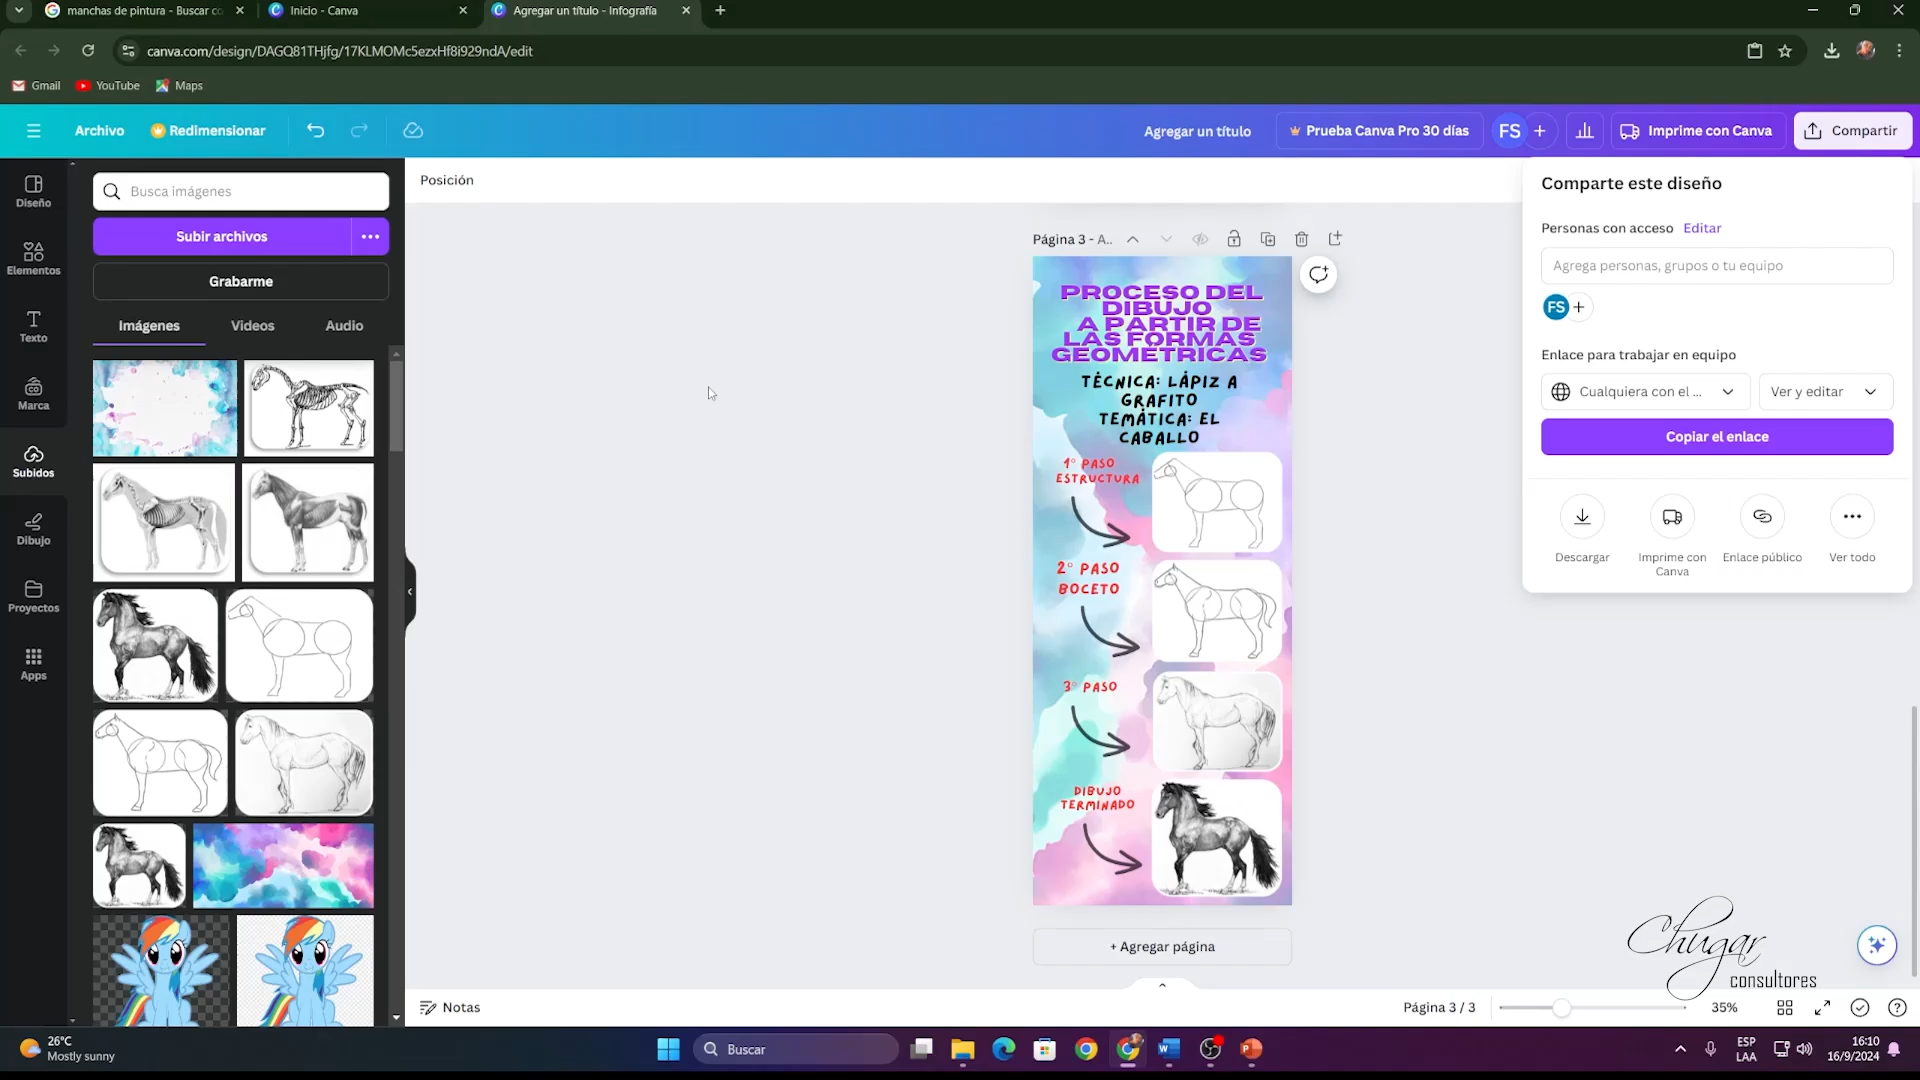 manchas de pintura - Buscar co
Inicio - Canva
Agregar un título - Infografía
canva.com/design/DAGQ81THjfg/17KLMOMc5ezxHf8i929ndA/edit
Gmail
YouTube
Maps
Archivo
Redimensionar
Agregar un título
Prueba Canva Pro 30 días
FS
Imprime con Canva
Compartir
Diseño
Elementos
Texto
Marca
Subidos
Dibujo
Proyectos
Apps
Busca imágenes
Subir archivos
Grabarme
Imágenes
Videos
Audio
Posición
Página 3 - A..
PROCESO DEL
DIBUJO
A PARTIR DE
LAS FORMAS
GEOMÉTRICAS
TÉCNICA: LÁPIZ A
GRAFITO
TEMÁTICA: EL
CABALLO
1° PASO
ESTRUCTURA
2° PASO
BOCETO
3° PASO
DIBUJO
TERMINADO
+ Agregar página
Comparte este diseño
Personas con acceso
Editar
Agrega personas, grupos o tu equipo
FS
Enlace para trabajar en equipo
Cualquiera con el ...
Ver y editar
Copiar el enlace
Descargar
Imprime con
Canva
Enlace público
Ver todo
Chugar
consultores
Notas
Página 3 / 3
35%
26°C
Mostly sunny
Buscar
ESP
LAA
16:10
16/9/2024